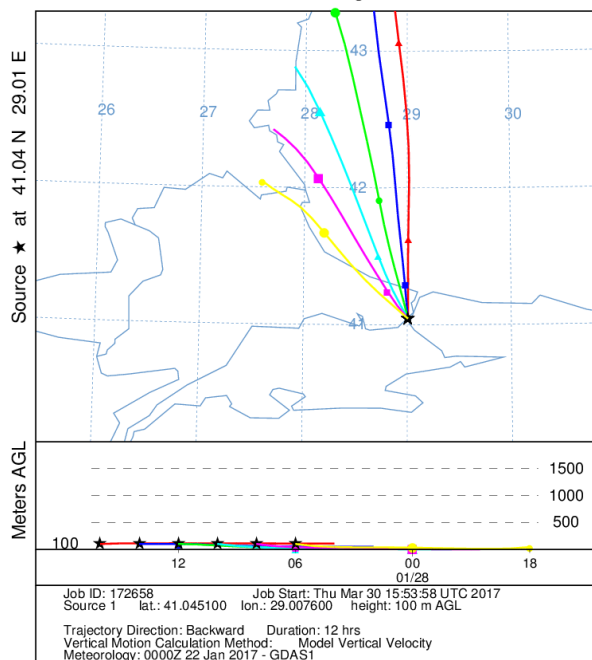 43
26
27
28
29
30
42
41
Source ★ at 41.04 N 29.01 E
Meters AGL
1500
1000
500
100
12
06
00
18
01/28
Job ID: 172658 Job Start: Thu Mar 30 15:53:58 UTC 2017
Source 1 lat.: 41.045100 lon.: 29.007600 height: 100 m AGL
Trajectory Direction: Backward Duration: 12 hrs
Vertical Motion Calculation Method: Model Vertical Velocity
Meteorology: 0000Z 22 Jan 2017 - GDAS1